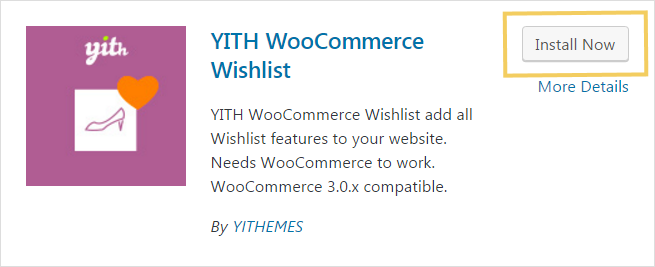 yith
YITH WooCommerce
Wishlist
YITH WooCommerce Wishlist add all
Wishlist features to your website.
Needs WooCommerce to work.
WooCommerce 3.0.x compatible.
By YITHEMES
Install Now
More Details